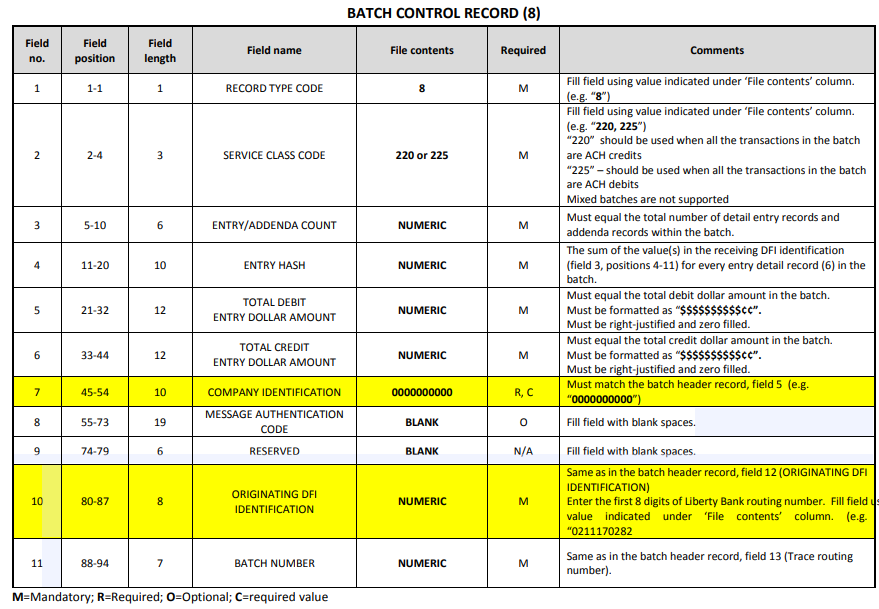 BATCH CONTROL RECORD (8)
Field no. Field position Field length Field name File contents Required Comments
1 1-1 1 RECORD TYPE CODE 8 M Fill field using value indicated under ‘File contents’ column.
(e.g. “8”)
2 2-4 3 SERVICE CLASS CODE 220 or 225 M Fill field using value indicated under ‘File contents’ column.
(e.g. “220, 225”)
“220” should be used when all the transactions in the batch
are ACH credits
“225” – should be used when all the transactions in the batch
are ACH debits
Mixed batches are not supported
3 5-10 6 ENTRY/ADDENDA COUNT NUMERIC M Must equal the total number of detail entry records and
addenda records within the batch.
4 11-20 10 ENTRY HASH NUMERIC M The sum of the value(s) in the receiving DFI identification
(field 3, positions 4-11) for every entry detail record (6) in the
batch.
5 21-32 12 TOTAL DEBIT ENTRY DOLLAR AMOUNT NUMERIC M Must equal the total debit dollar amount in the batch.
Must be formatted as “$$$$$$$$$$¢¢”.
Must be right-justified and zero filled.
6 33-44 12 TOTAL CREDIT ENTRY DOLLAR AMOUNT NUMERIC M Must equal the total credit dollar amount in the batch.
Must be formatted as “$$$$$$$$$$¢¢”.
Must be right-justified and zero filled.
7 45-54 10 COMPANY IDENTIFICATION 0000000000 R, C Must match the batch header record, field 5 (e.g.
“0000000000”)
8 55-73 19 MESSAGE AUTHENTICATION CODE BLANK O Fill field with blank spaces.
9 74-79 6 RESERVED BLANK N/A Fill field with blank spaces.
10 80-87 8 ORIGINATING DFI IDENTIFICATION NUMERIC M Same as in the batch header record, field 12 (ORIGINATING DFI
IDENTIFICATION)
Enter the first 8 digits of Liberty Bank routing number. Fill field
value indicated under ‘File contents’ column. (e.g.
“0211170282
11 88-94 7 BATCH NUMBER NUMERIC M Same as in the batch header record, field 13 (Trace routing
number).
M=Mandatory; R=Required; O=Optional; C=required value